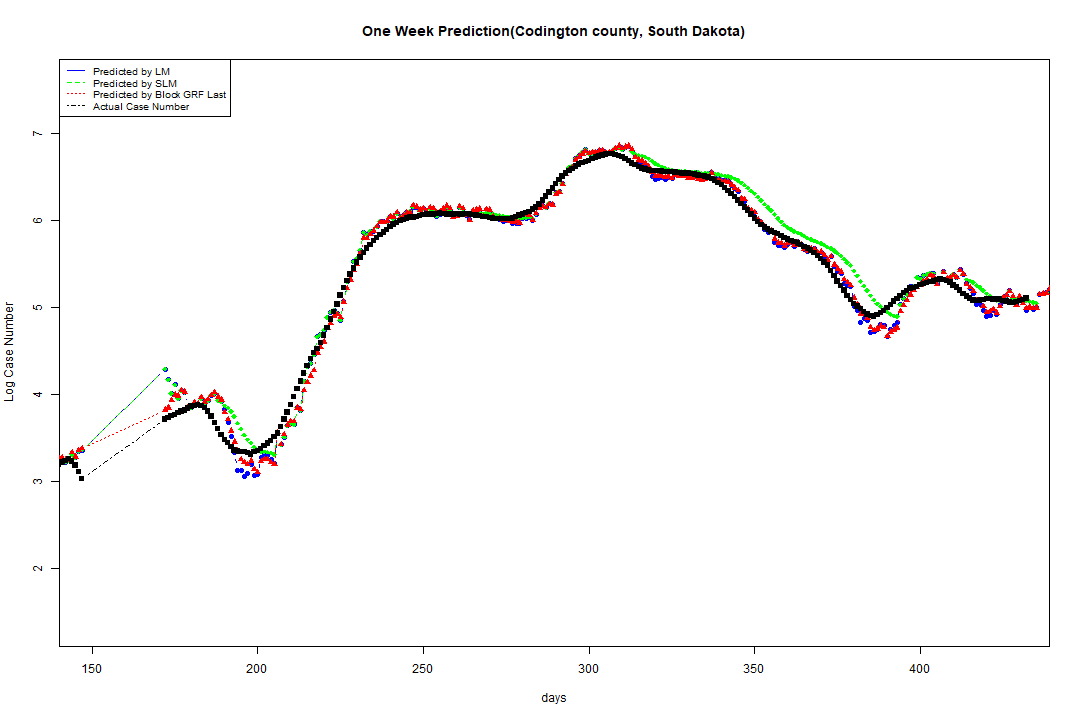 One Week Prediction(Codington county, South Dakota)
Predicted by LM
Predicted by SLM
Predicted by Block GRF Last
Actual Case Number
7
6
5
4
3
2
Log Case Number
150 200 250 300 350 400
days